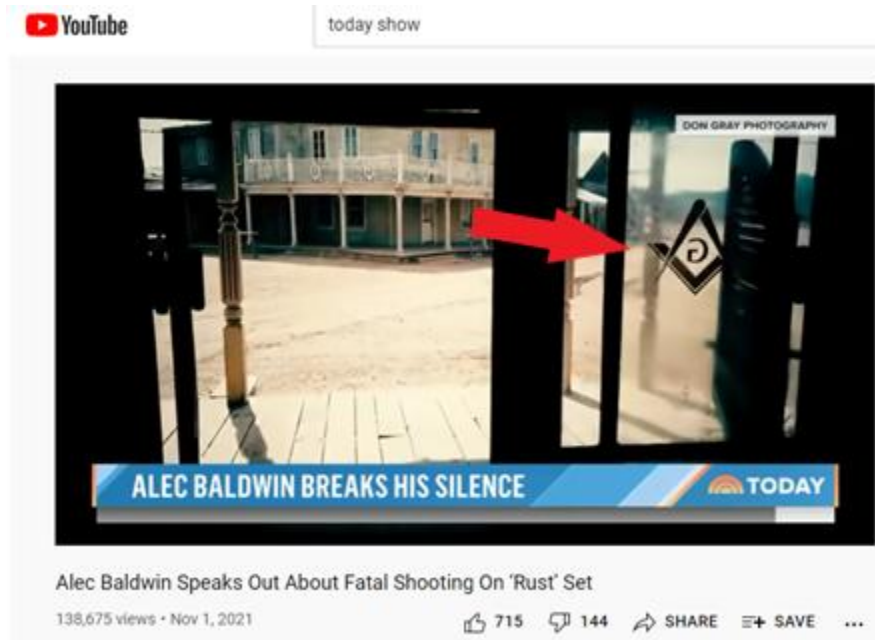 YouTube
today show
DON GRAY PHOTOGRAPHY
G
ALEC BALDWIN BREAKS HIS SILENCE
TODAY
Alec Baldwin Speaks Out About Fatal Shooting On 'Rust' Set
138,675 views • Nov 1, 2021
715 144 SHARE SAVE